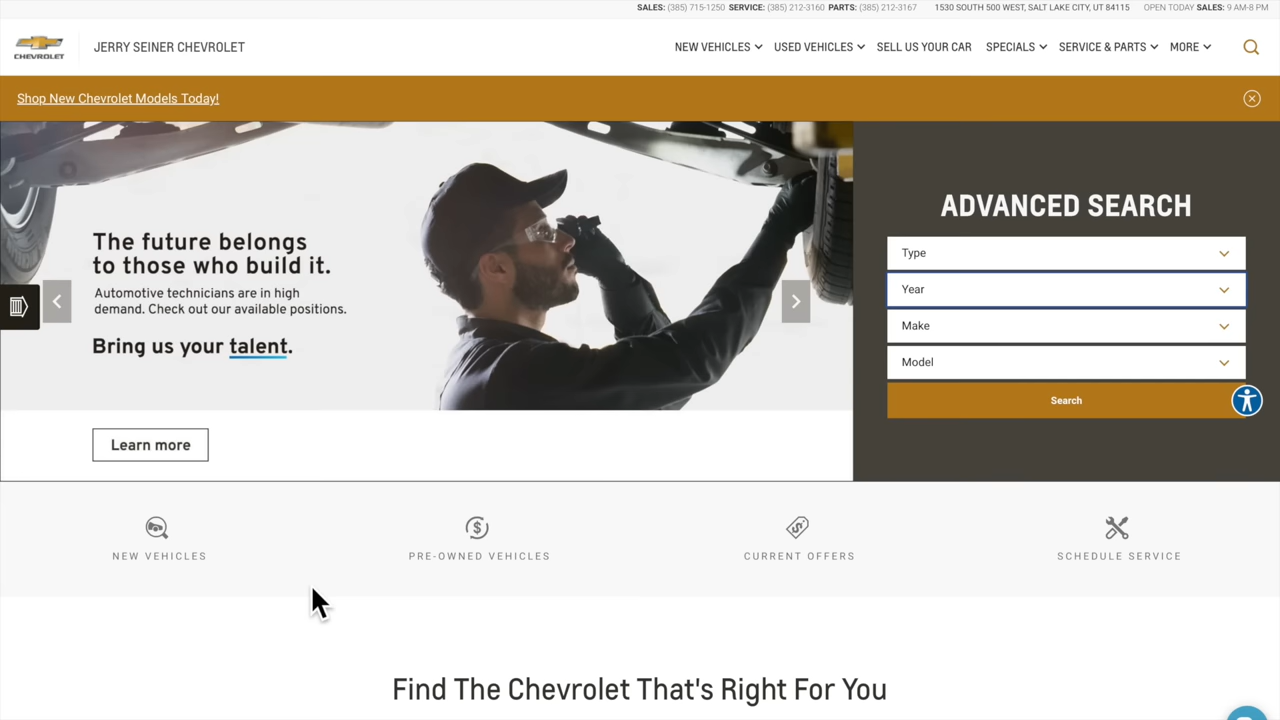 SALES: (385) 715-1250 SERVICE: (385) 212-3160 PARTS: (385) 212-3167 1530 SOUTH 500 WEST, SALT LAKE CITY, UT 84115 OPEN TODAY SALES: 9 AM-8 PM
CHEVROLET
JERRY SEINER CHEVROLET
NEW VEHICLES USED VEHICLES SELL US YOUR CAR SPECIALS SERVICE & PARTS MORE
Shop New Chevrolet Models Today!
The future belongs
to those who build it.
Automotive technicians are in high
demand. Check out our available positions.
Bring us your talent.
Learn more
ADVANCED SEARCH
Type
Year
Make
Model
Search
NEW VEHICLES
PRE-OWNED VEHICLES
CURRENT OFFERS
SCHEDULE SERVICE
Find The Chevrolet That's Right For You